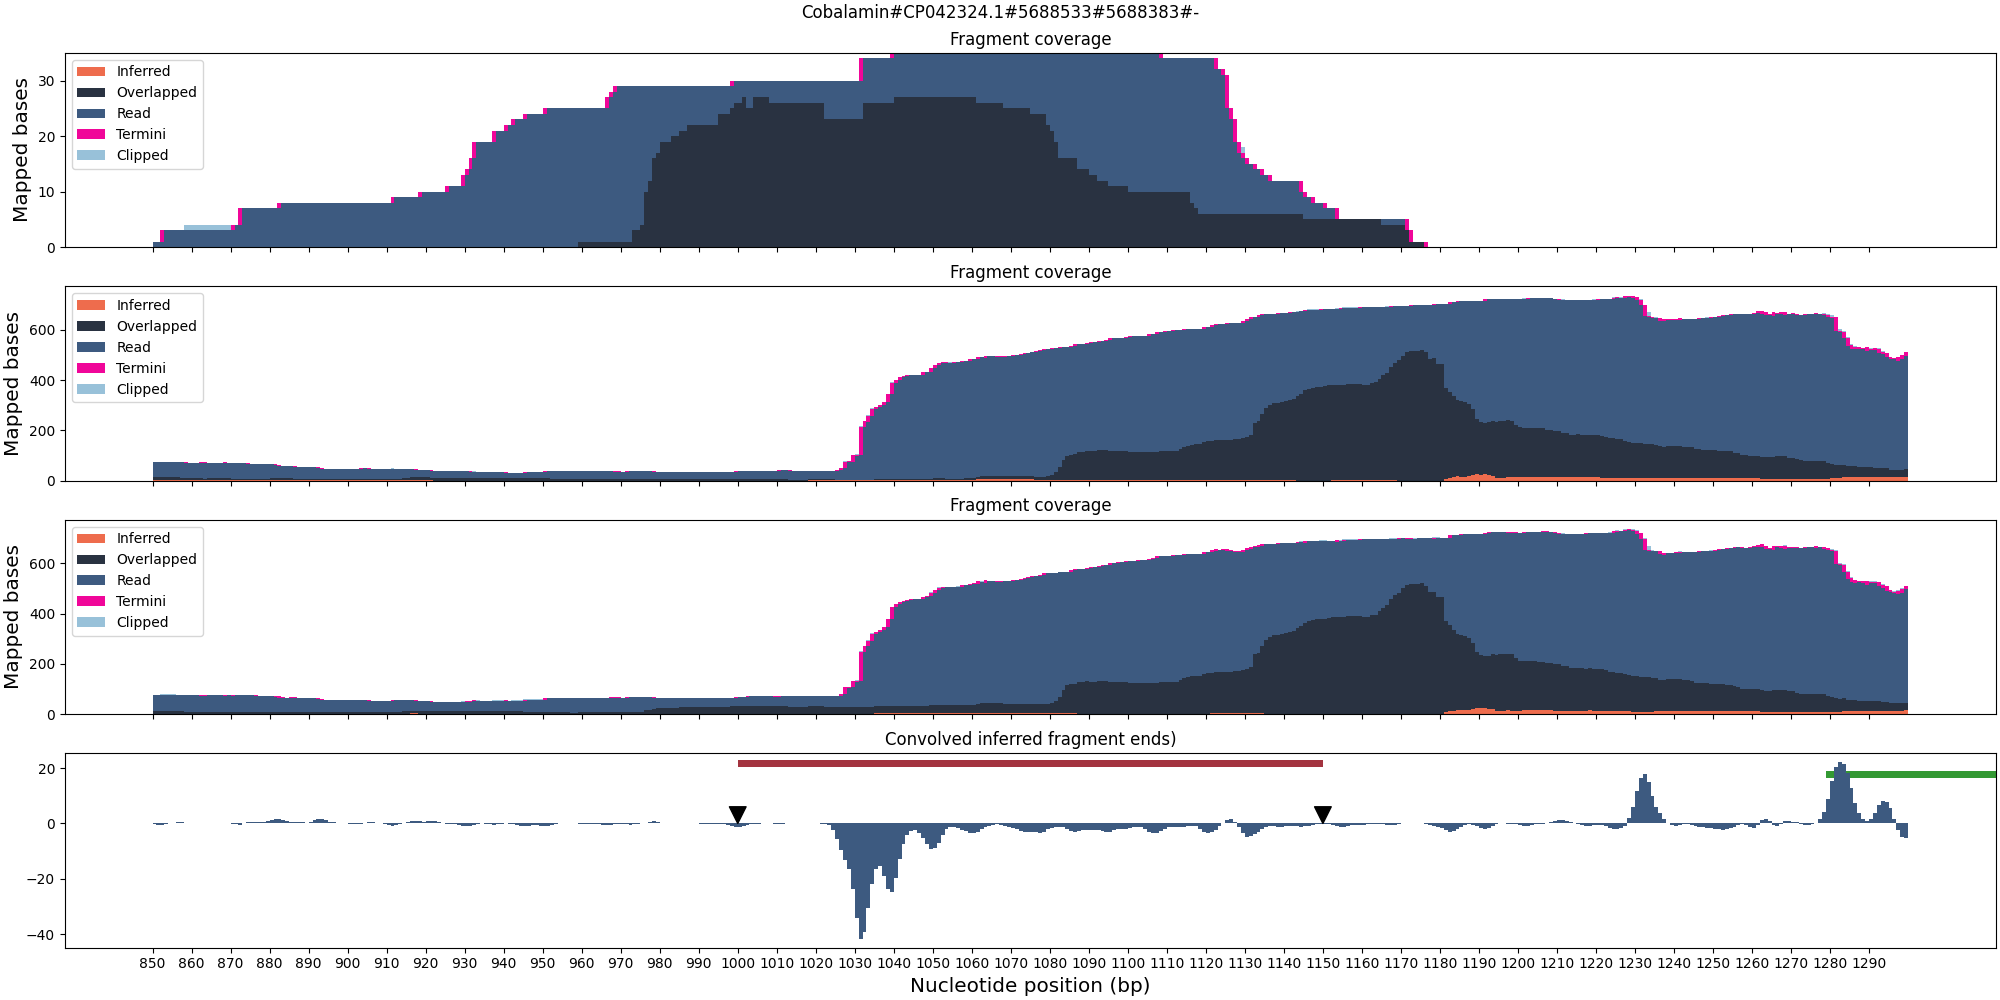 Cobalamin#CP042324.1#5688533#5688383#-
Fragment coverage
Mapped bases
30
20
10
0
Inferred
Overlapped
Read
Termini
Clipped
Fragment coverage
Mapped bases
600
400
200
0
Inferred
Overlapped
Read
Termini
Clipped
Fragment coverage
Mapped bases
600
400
200
0
Inferred
Overlapped
Read
Termini
Clipped
Convolved inferred fragment ends)
20
0
−20
−40
850 860 870 880 890 900 910 920 930 940 950 960 970 980 990 1000 1010 1020 1030 1040 1050 1060 1070 1080 1090 1100 1110 1120 1130 1140 1150 1160 1170 1180 1190 1200 1210 1220 1230 1240 1250 1260 1270 1280 1290
Nucleotide position (bp)